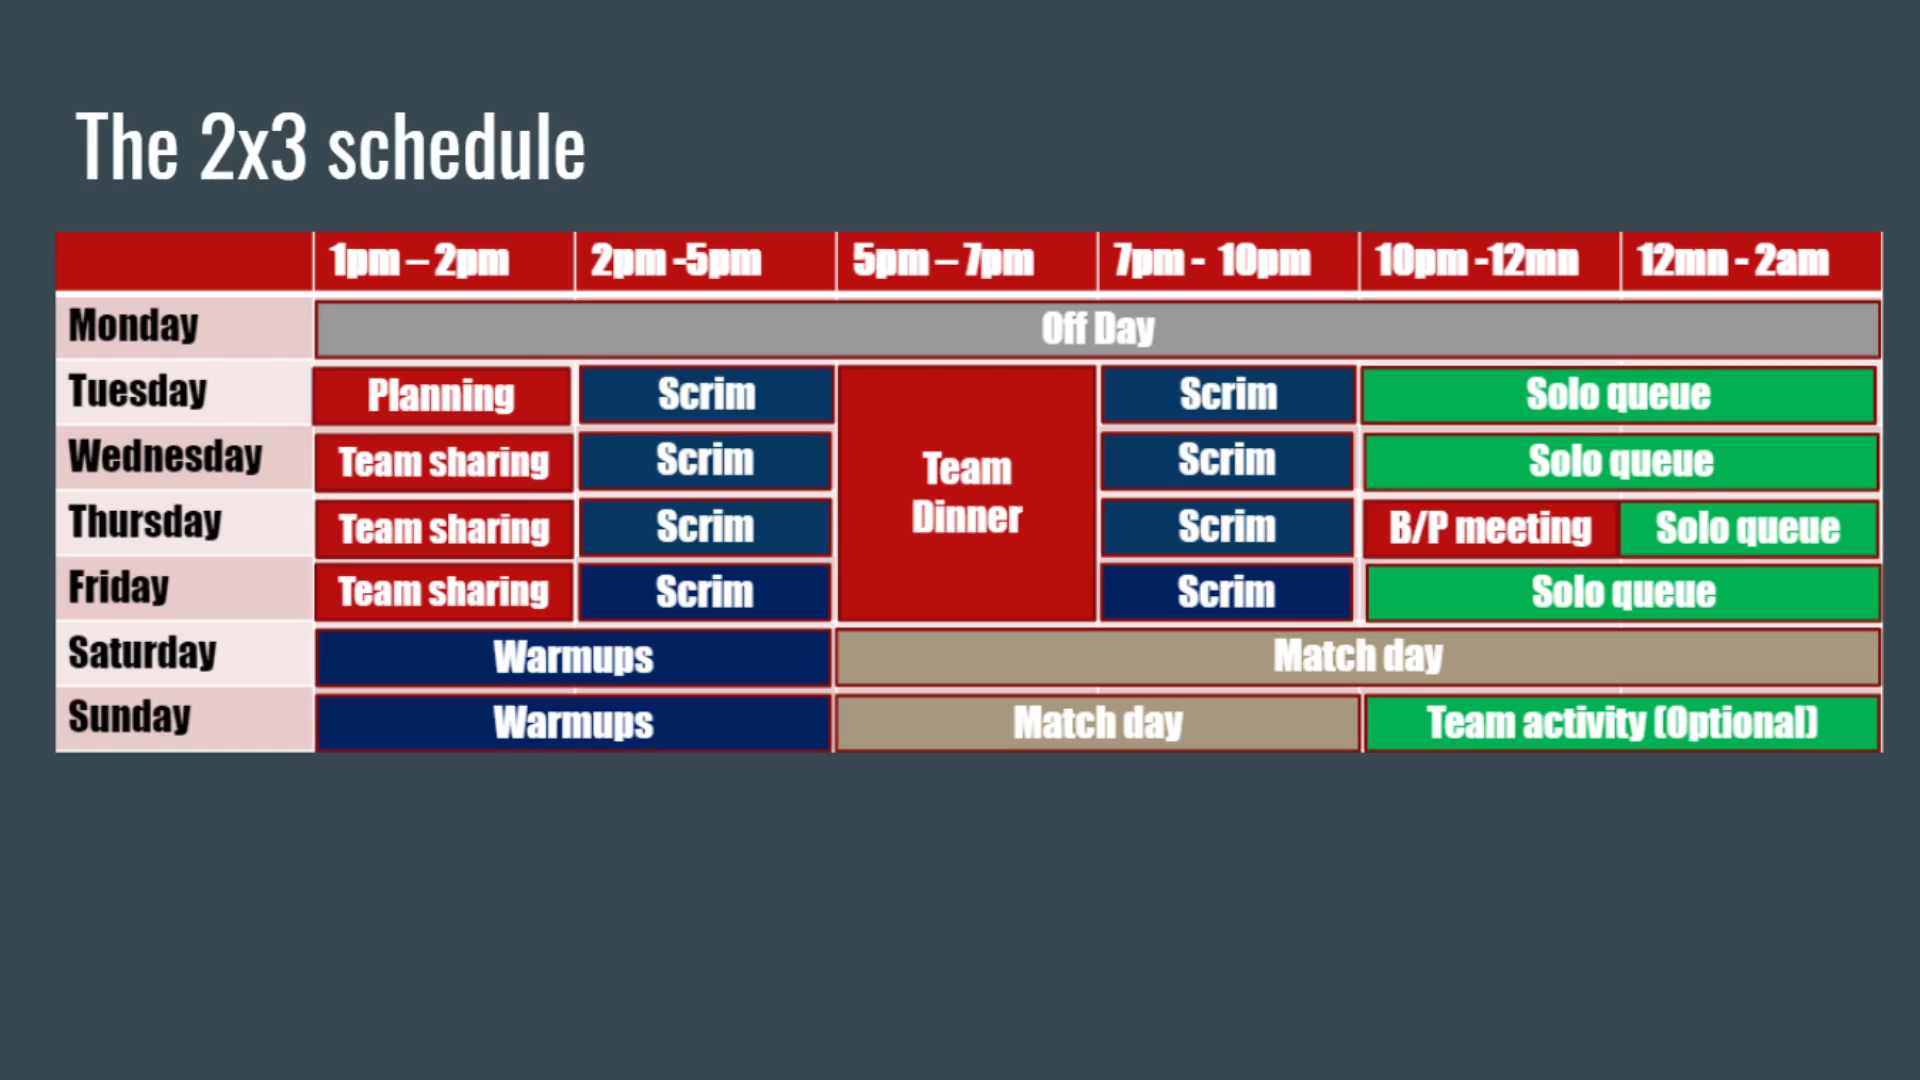 The 2x3 schedule
1pm – 2pm 2pm -5pm 5pm – 7pm 7pm - 10pm 10pm -12mn 12mn - 2am
Monday Off Day
Tuesday Planning Scrim Scrim Solo queue
Wednesday Team sharing Scrim Scrim Solo queue
Team
Dinner
Thursday Team sharing Scrim Scrim B/P meeting Solo queue
Friday Team sharing Scrim Scrim Solo queue
Saturday Warmups Match day
Sunday Warmups Match day Team activity (Optional)